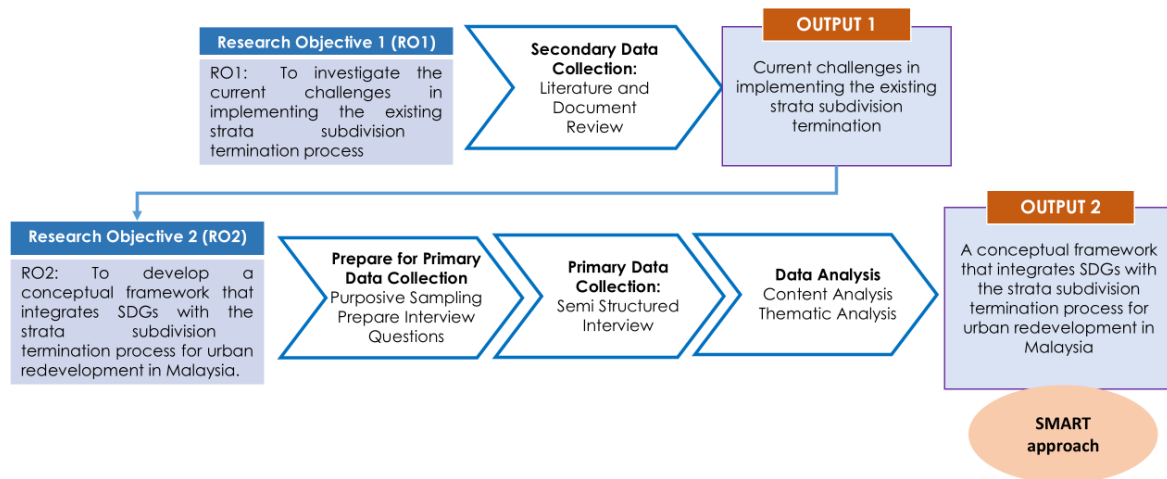 Research Objective 1 (RO1)
RO1: To investigate the
current challenges in
implementing the existing
strata subdivision
termination process
Secondary Data
Collection:
Literature and
Document
Review
OUTPUT 1
Current challenges in
implementing the existing
strata subdivision
termination
Research Objective 2 (RO2)
RO2: To develop a
conceptual framework that
integrates SDGs with the
strata subdivision
termination process for urban
redevelopment in Malaysia.
Prepare for Primary
Data Collection
Purposive Sampling
Prepare Interview
Questions
Primary Data
Collection:
Semi Structured
Interview
Data Analysis
Content Analysis
Thematic Analysis
OUTPUT 2
A conceptual framework
that integrates SDGs with
the strata subdivision
termination process for
urban redevelopment in
Malaysia
SMART
approach